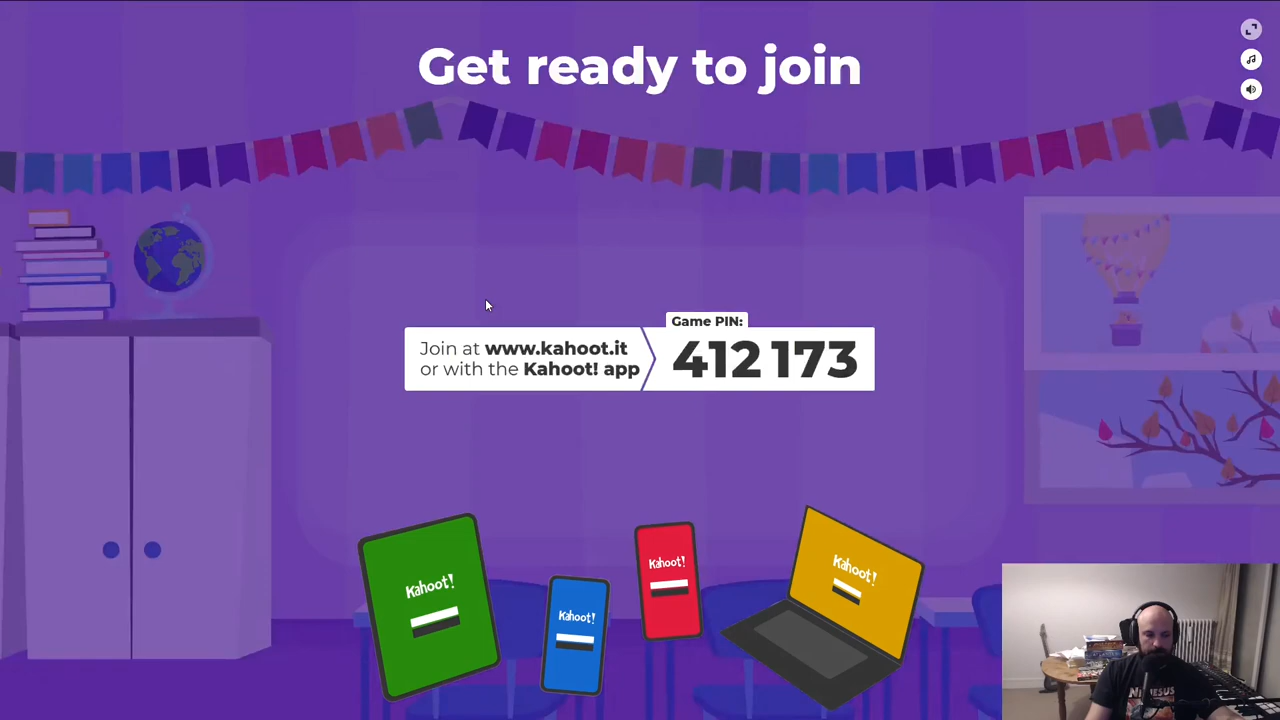 Get ready to join
Game PIN:
Join at www.kahoot.it
or with the Kahoot! app
412 173
Kahoot!
Kahoot!
Kahoot!
Kahoot!